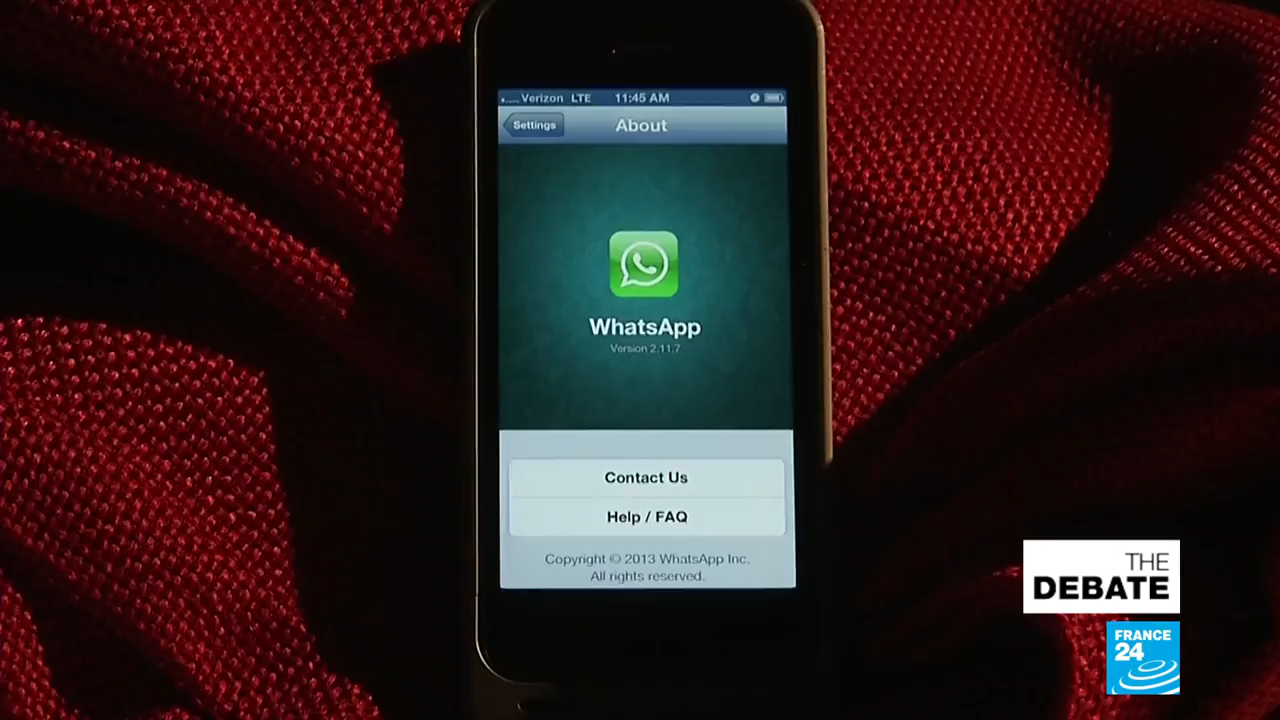 Verizon LTE 11:45 AM
Settings
About
WhatsApp
Version 2.11.7
Contact Us
Help / FAQ
Copyright © 2013 WhatsApp Inc.
All rights reserved.
THE
DEBATE
FRANCE
24